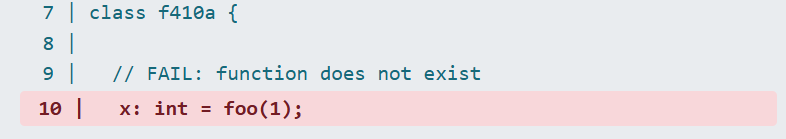 7 | class f410a {
8 |
9 |   // FAIL: function does not exist
10 |   x: int = foo(1);